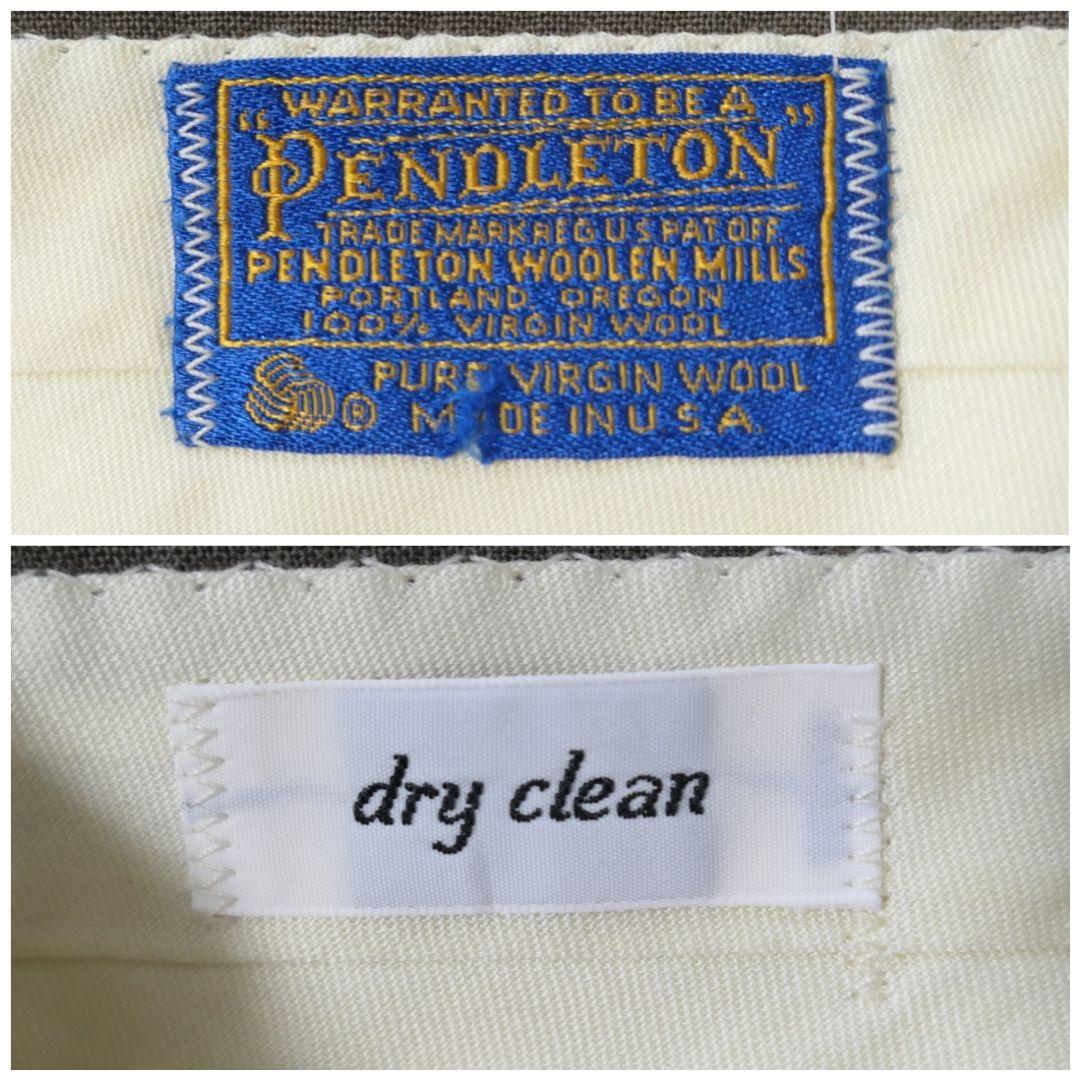 WARRANTED TO BE A
"PENDLETON"
TRADE MARK REG U.S. PAT OFF.
PENDLETON WOOLEN MILLS
PORTLAND, OREGON
100% VIRGIN WOOL
® PURE VIRGIN WOOL
MADE IN U S A.
dry clean